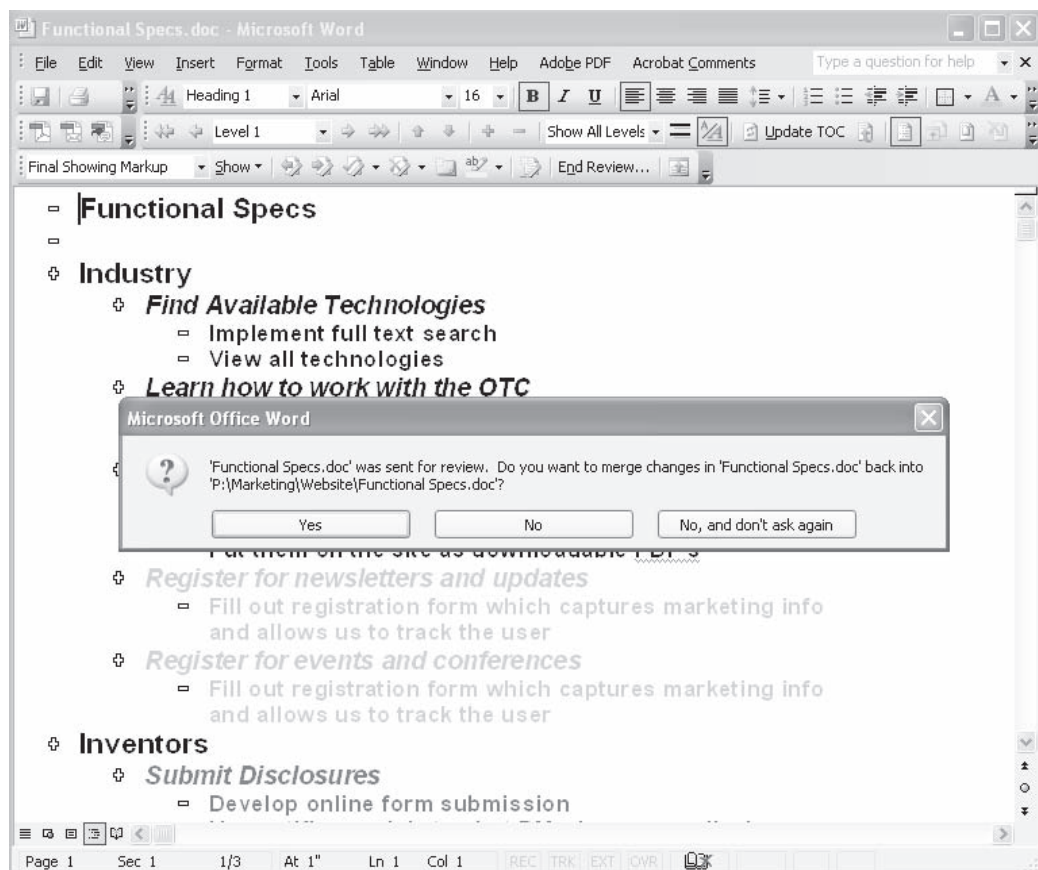 Functional Specs.doc - Microsoft Word
File Edit View Insert Format Tools Table Window Help Adobe PDF Acrobat Comments Type a question for help
Heading 1 Arial 16 B I U A
Level 1 Show All Levels Update TOC
Final Showing Markup Show End Review...
Functional Specs
Industry
Find Available Technologies
Implement full text search
View all technologies
Learn how to work with the OTC
Microsoft Office Word
'Functional Specs.doc' was sent for review. Do you want to merge changes in 'Functional Specs.doc' back into
'P:\Marketing\Website\Functional Specs.doc'?
Yes No No, and don't ask again
Put them on the site as downloadable PDF's
Register for newsletters and updates
Fill out registration form which captures marketing info
and allows us to track the user
Register for events and conferences
Fill out registration form which captures marketing info
and allows us to track the user
Inventors
Submit Disclosures
Develop online form submission
Page 1 Sec 1 1/3 At 1" Ln 1 Col 1 REC TRK EXT OVR